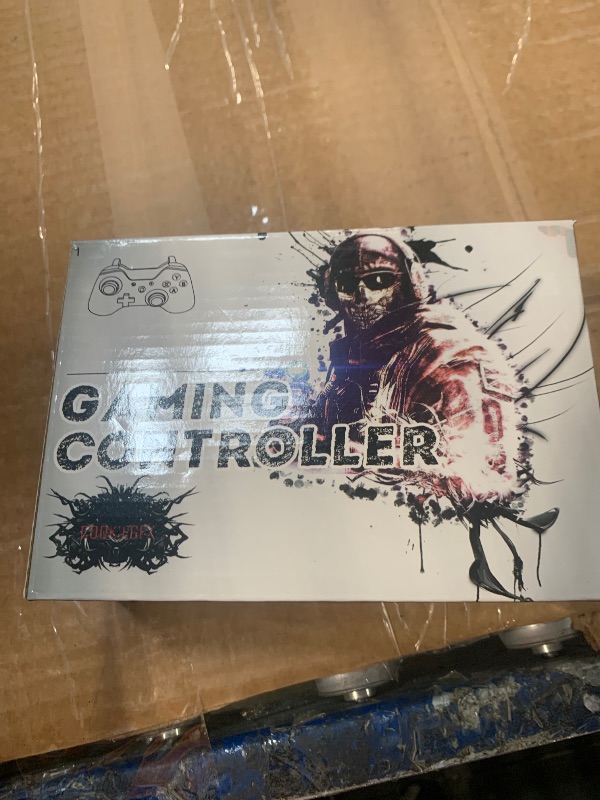 GAMING
CONTROLLER
Y
X B
A